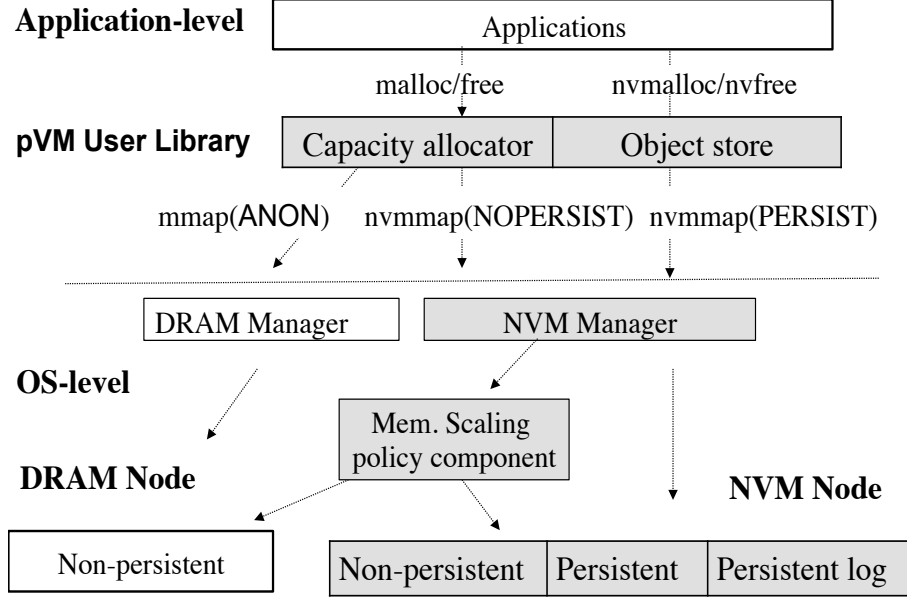 Application-level
Applications
malloc/free
nvmalloc/nvfree
pVM User Library
Capacity allocator
Object store
mmap(ANON)
nvmmap(NOPERSIST)
nvmmap(PERSIST)
DRAM Manager
NVM Manager
OS-level
Mem. Scaling
policy component
DRAM Node
NVM Node
Non-persistent
Non-persistent
Persistent
Persistent log